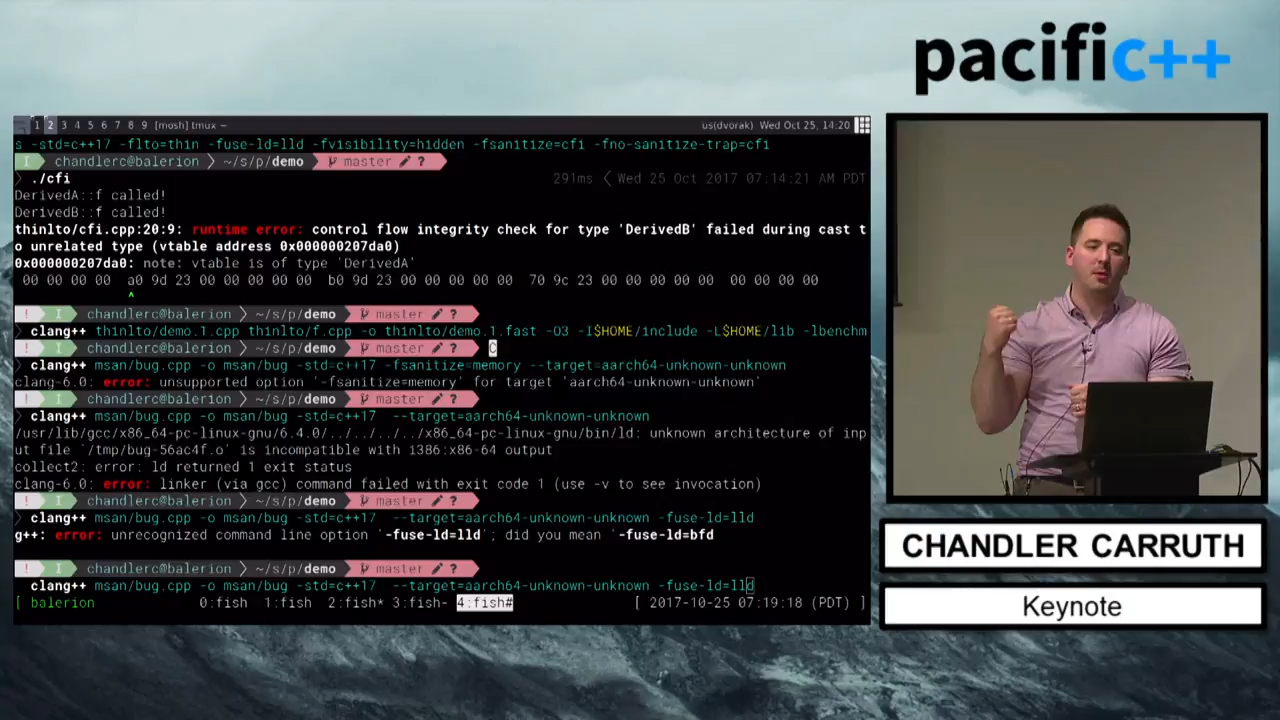 pacific++
1 2 3 4 5 6 7 8 9 [mosh] tmux ~ us(dvorak) Wed Oct 25, 14:20
s -std=c++17 -flto=thin -fuse-ld=lld -fvisibility=hidden -fsanitize=cfi -fno-sanitize-trap=cfi
I chandlerc@balerion ~/s/p/demo master ?
./cfi 291ms < Wed 25 Oct 2017 07:14:21 AM PDT
DerivedA::f called!
DerivedB::f called!
thinlto/cfi.cpp:20:9: runtime error: control flow integrity check for type 'DerivedB' failed during cast t
o unrelated type (vtable address 0x000000207da0)
0x000000207da0: note: vtable is of type 'DerivedA'
00 00 00 00 a0 9d 23 00 00 00 00 00 b0 9d 23 00 00 00 00 00 70 9c 23 00 00 00 00 00 00 00 00 00
^
! I chandlerc@balerion ~/s/p/demo master ?
clang++ thinlto/demo.1.cpp thinlto/f.cpp -o thinlto/demo.1.fast -O3 -I$HOME/include -L$HOME/lib -lbenchm
! I chandlerc@balerion ~/s/p/demo master ? C
clang++ msan/bug.cpp -o msan/bug -std=c++17 -fsanitize=memory --target=aarch64-unknown-unknown
clang-6.0: error: unsupported option '-fsanitize=memory' for target 'aarch64-unknown-unknown'
! I chandlerc@balerion ~/s/p/demo master ?
clang++ msan/bug.cpp -o msan/bug -std=c++17 --target=aarch64-unknown-unknown
/usr/lib/gcc/x86_64-pc-linux-gnu/6.4.0/../../../../x86_64-pc-linux-gnu/bin/ld: unknown architecture of inp
ut file `/tmp/bug-56ac4f.o' is incompatible with i386:x86-64 output
collect2: error: ld returned 1 exit status
clang-6.0: error: linker (via gcc) command failed with exit code 1 (use -v to see invocation)
! I chandlerc@balerion ~/s/p/demo master ?
clang++ msan/bug.cpp -o msan/bug -std=c++17 --target=aarch64-unknown-unknown -fuse-ld=lld
g++: error: unrecognized command line option '-fuse-ld=lld'; did you mean '-fuse-ld=bfd
! I chandlerc@balerion ~/s/p/demo master ?
clang++ msan/bug.cpp -o msan/bug -std=c++17 --target=aarch64-unknown-unknown -fuse-ld=lld
[ balerion 0:fish 1:fish 2:fish* 3:fish- 4:fish# [ 2017-10-25 07:19:18 (PDT) ]
CHANDLER CARRUTH
Keynote